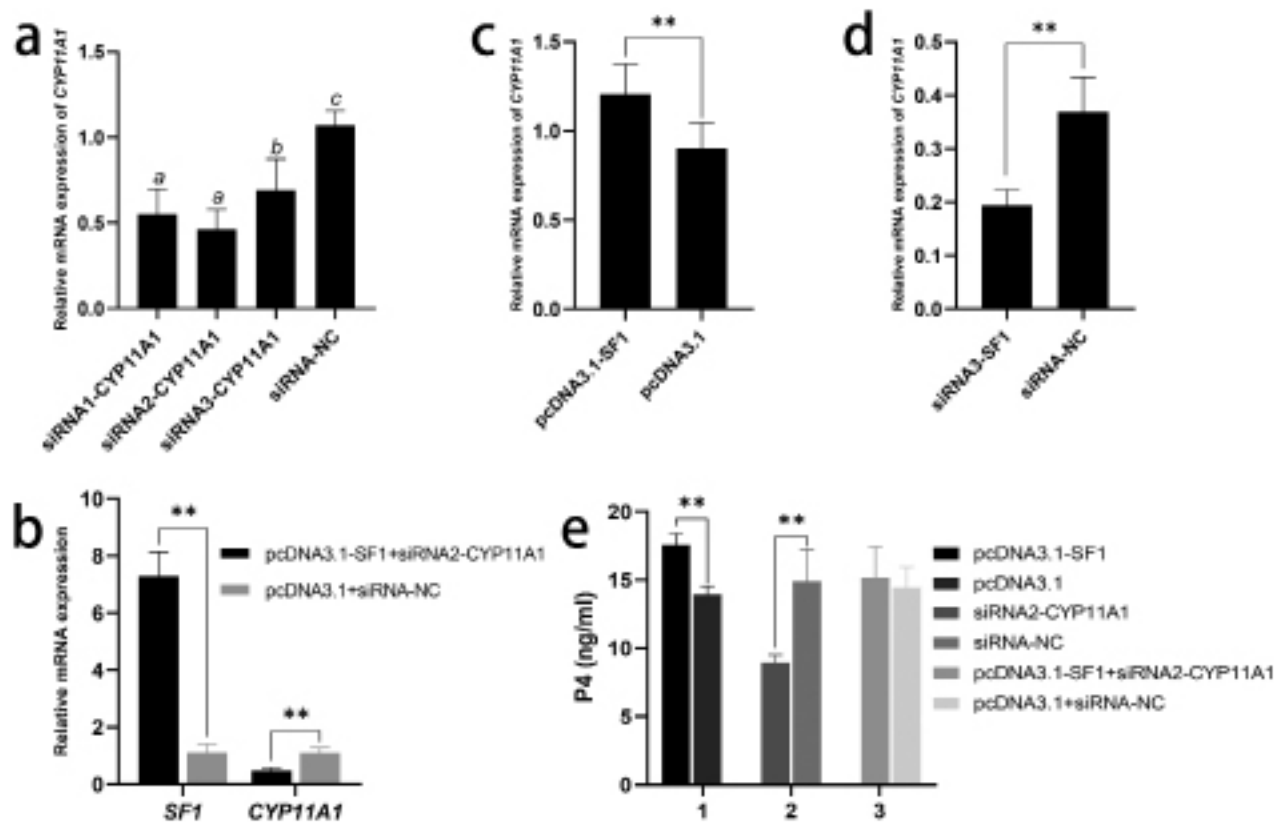 a
Relative mRNA expression of CYP11A1
1.5
1.0
0.5
0.0
a
a
b
c
siRNA1-CYP11A1
siRNA2-CYP11A1
siRNA3-CYP11A1
siRNA-NC
c
Relative mRNA expression of CYP11A1
1.5
1.0
0.5
0.0
**
pcDNA3.1-SF1
pcDNA3.1
d
Relative mRNA expression of CYP11A1
0.5
0.4
0.3
0.2
0.1
0.0
**
siRNA3-SF1
siRNA-NC
b
Relative mRNA expression
10
8
6
4
2
0
**
**
SF1
CYP11A1
pcDNA3.1-SF1+siRNA2-CYP11A1
pcDNA3.1+siRNA-NC
e
P4 (ng/ml)
20
15
10
5
0
**
**
1
2
3
pcDNA3.1-SF1
pcDNA3.1
siRNA2-CYP11A1
siRNA-NC
pcDNA3.1-SF1+siRNA2-CYP11A1
pcDNA3.1+siRNA-NC